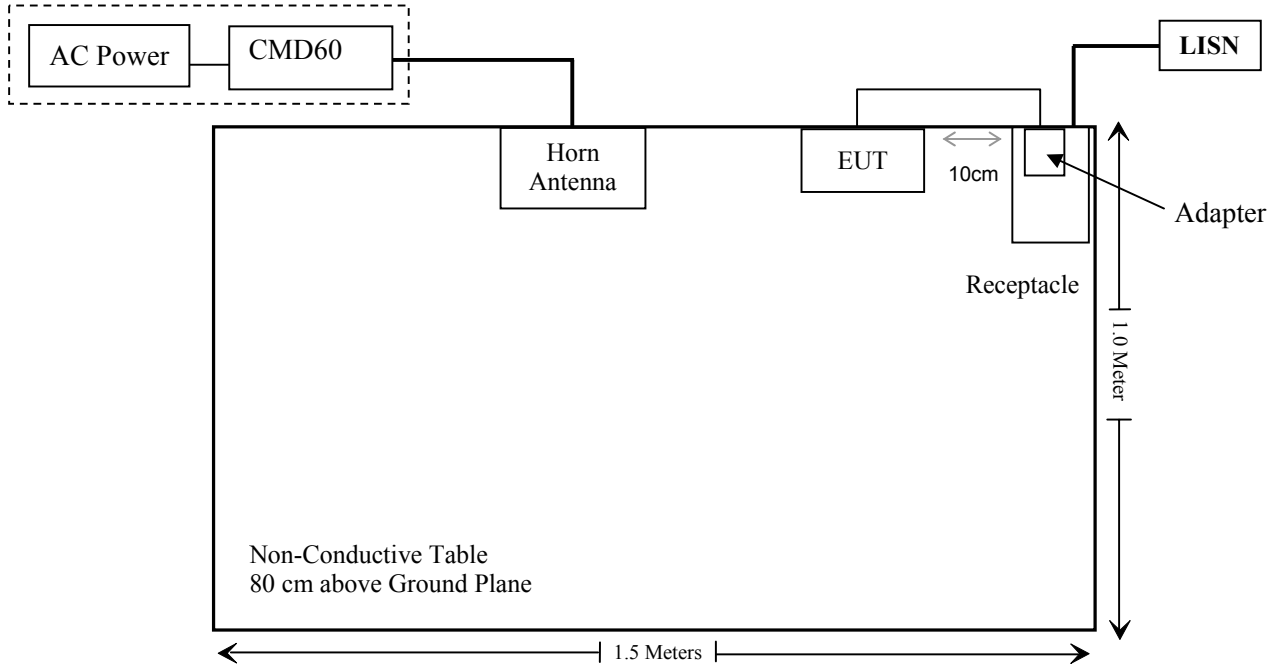 AC Power
CMD60
LISN
Horn
Antenna
EUT
10cm
Adapter
Receptacle
1.0 Meter
Non-Conductive Table
80 cm above Ground Plane
1.5 Meters